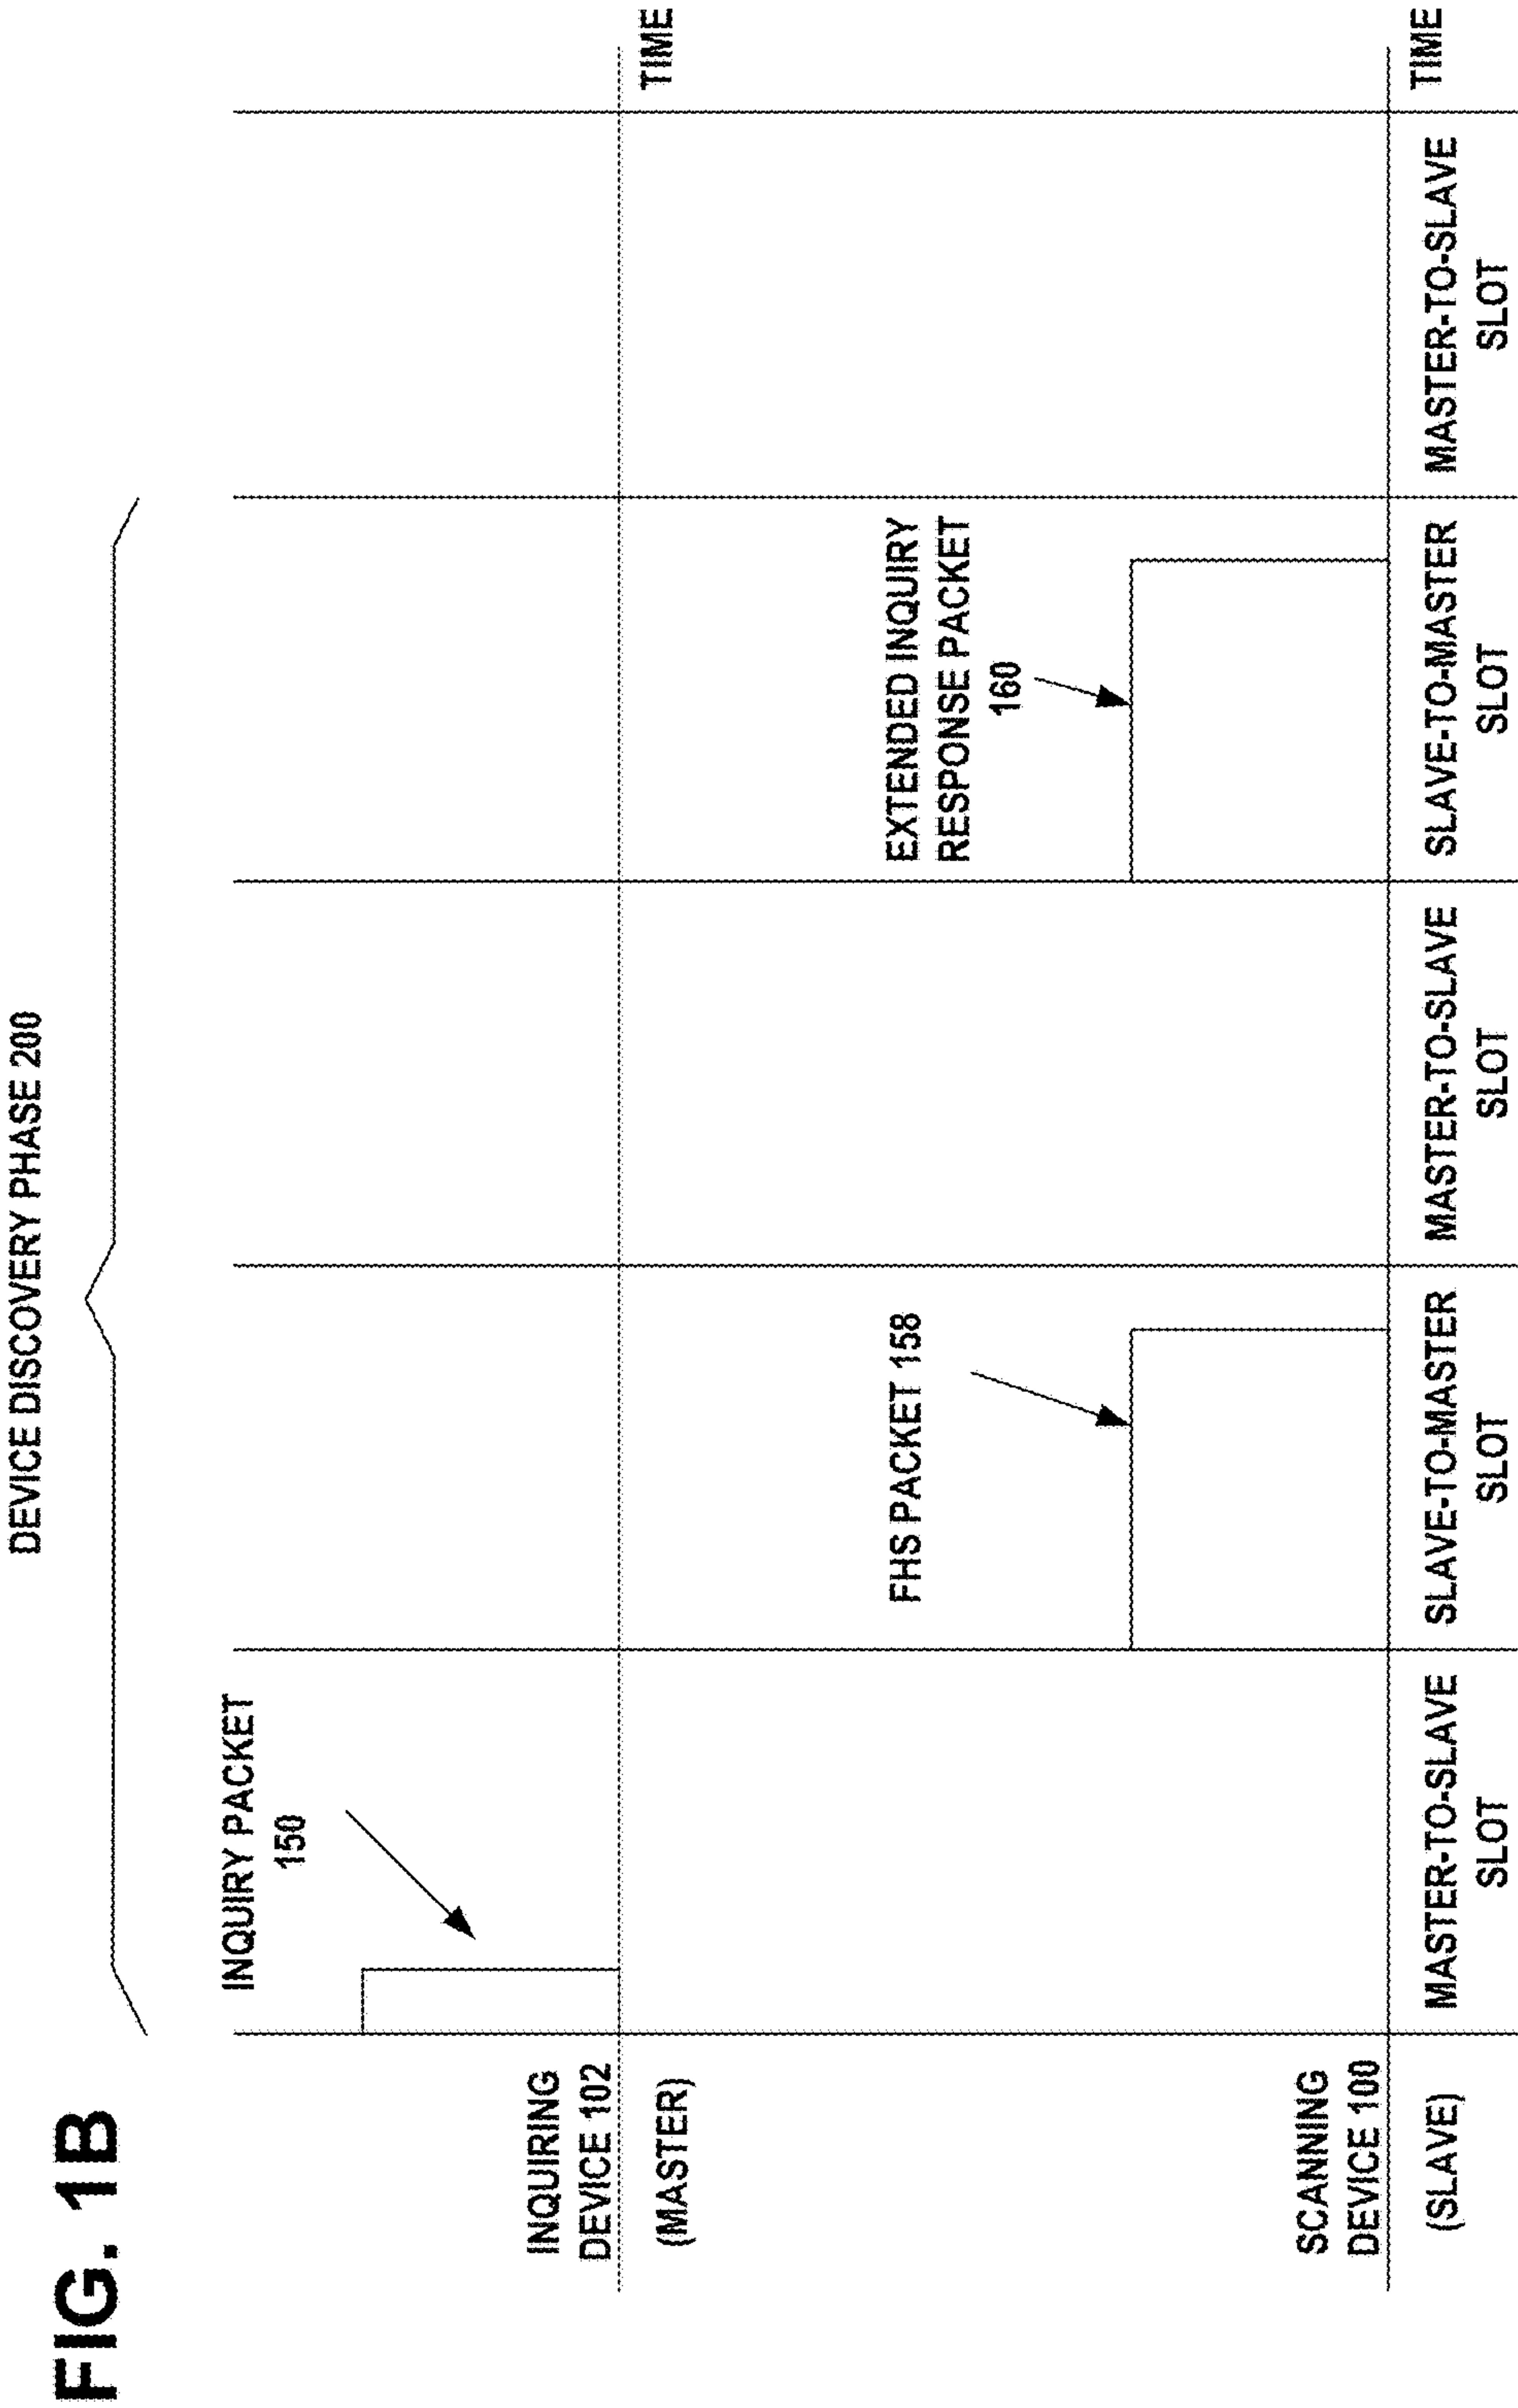 FIG. 1B
DEVICE DISCOVERY PHASE 200
INQUIRY PACKET
150
INQUIRING
DEVICE 102
(MASTER)
TIME
FHS PACKET 158
EXTENDED INQUIRY
RESPONSE PACKET
160
SCANNING
DEVICE 100
(SLAVE)
TIME
MASTER-TO-SLAVE
SLOT
SLAVE-TO-MASTER
SLOT
MASTER-TO-SLAVE
SLOT
SLAVE-TO-MASTER
SLOT
MASTER-TO-SLAVE
SLOT